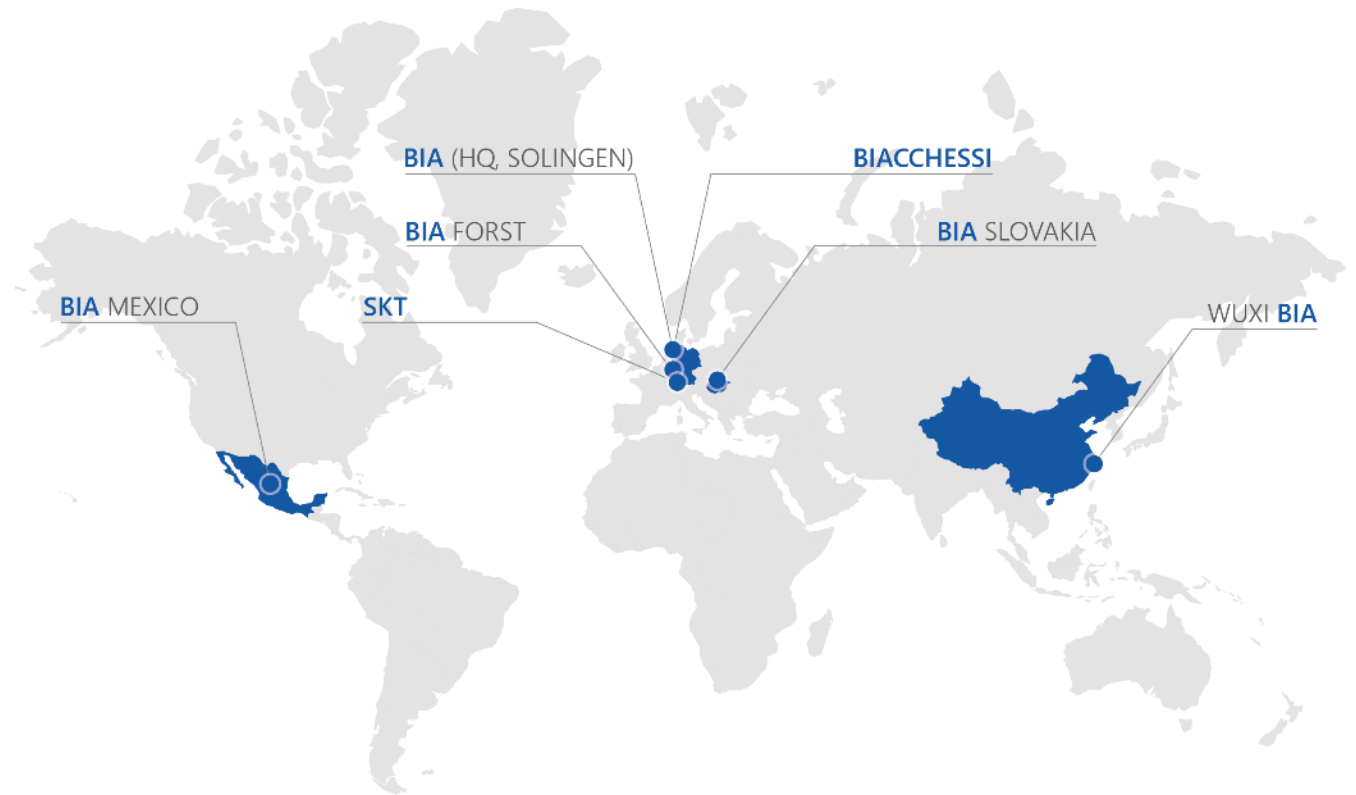 BIA (HQ, SOLINGEN)
BIACCHESSI
BIA FORST
BIA SLOVAKIA
BIA MEXICO
SKT
WUXI BIA